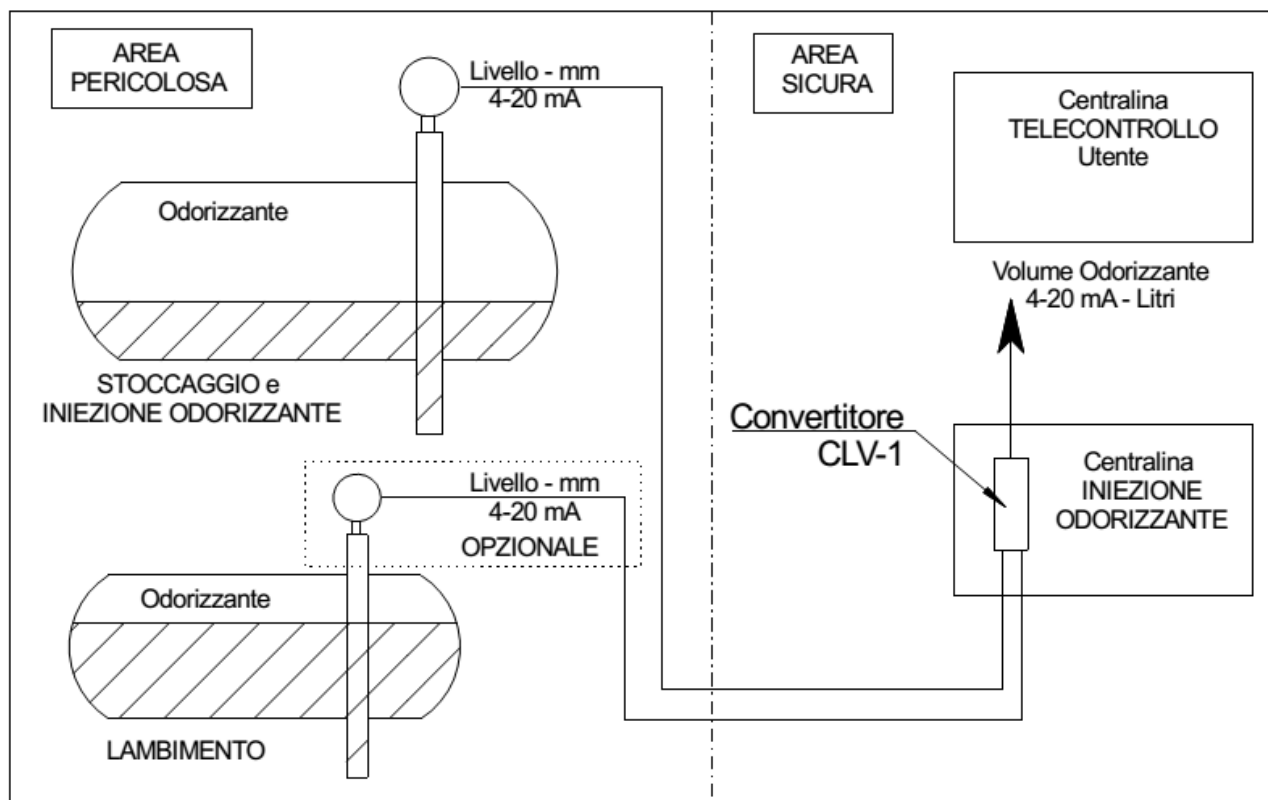 AREA
PERICOLOSA
Livello - mm
4-20 mA
Odorizzante
STOCCAGGIO e
INIEZIONE ODORIZZANTE
Livello - mm
4-20 mA
OPZIONALE
Odorizzante
LAMBIMENTO
AREA
SICURA
Centralina
TELECONTROLLO
Utente
Volume Odorizzante
4-20 mA - Litri
Convertitore
CLV-1
Centralina
INIEZIONE
ODORIZZANTE